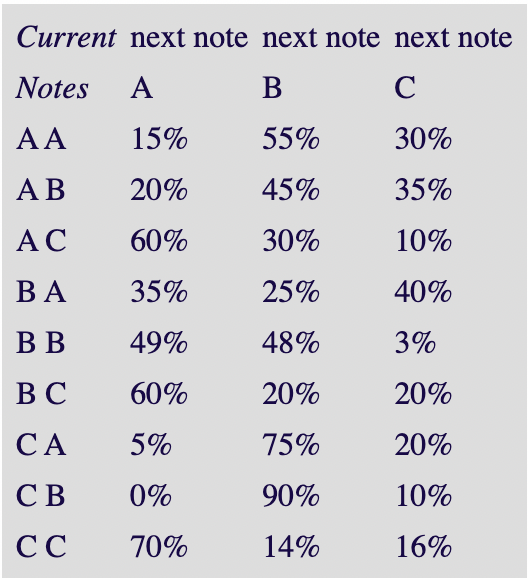 Current next note next note next note
Notes A B C
A A 15% 55% 30%
A B 20% 45% 35%
A C 60% 30% 10%
B A 35% 25% 40%
B B 49% 48% 3%
B C 60% 20% 20%
C A 5% 75% 20%
C B 0% 90% 10%
C C 70% 14% 16%